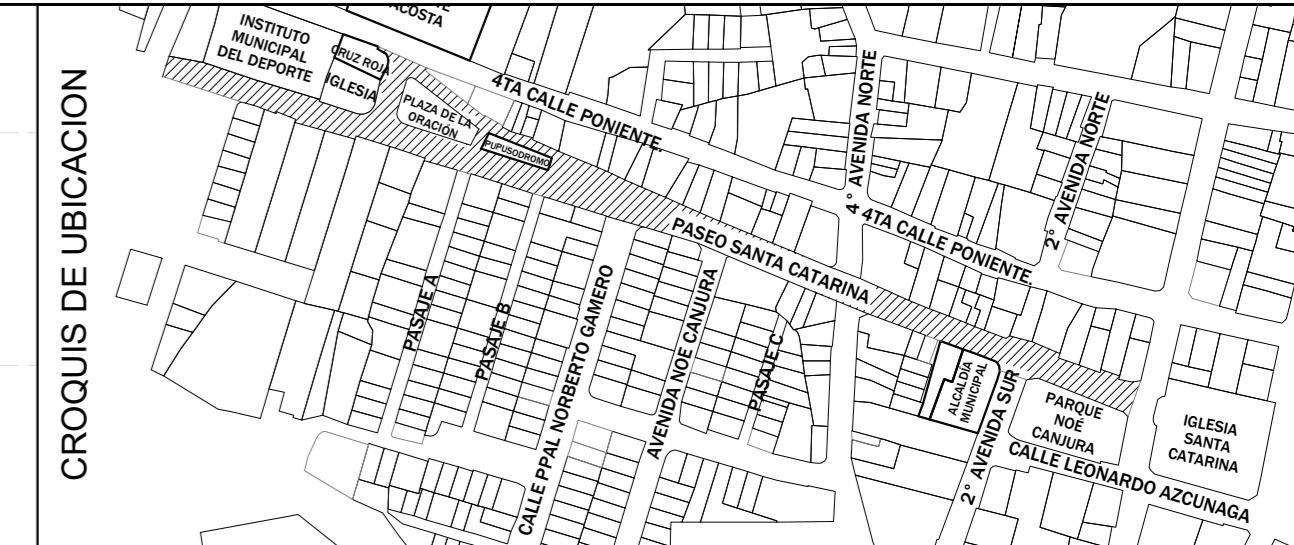 CROQUIS DE UBICACION
ACOSTA
INSTITUTO
MUNICIPAL
DEL DEPORTE
CRUZ ROJA
IGLESIA
PLAZA DE LA
ORACIÓN
PUPUSODROMO
4TA CALLE PONIENTE.
4° AVENIDA NORTE
2° AVENIDA NORTE
4TA CALLE PONIENTE.
PASEO SANTA CATARINA
PASAJE A
PASAJE B
CALLE PPAL NORBERTO GAMERO
AVENIDA NOE CANJURA
PASAJE C
ALCALDÍA
MUNICIPAL
2° AVENIDA SUR
PARQUE
NOÉ
CANJURA
IGLESIA
SANTA
CATARINA
CALLE LEONARDO AZCUNAGA